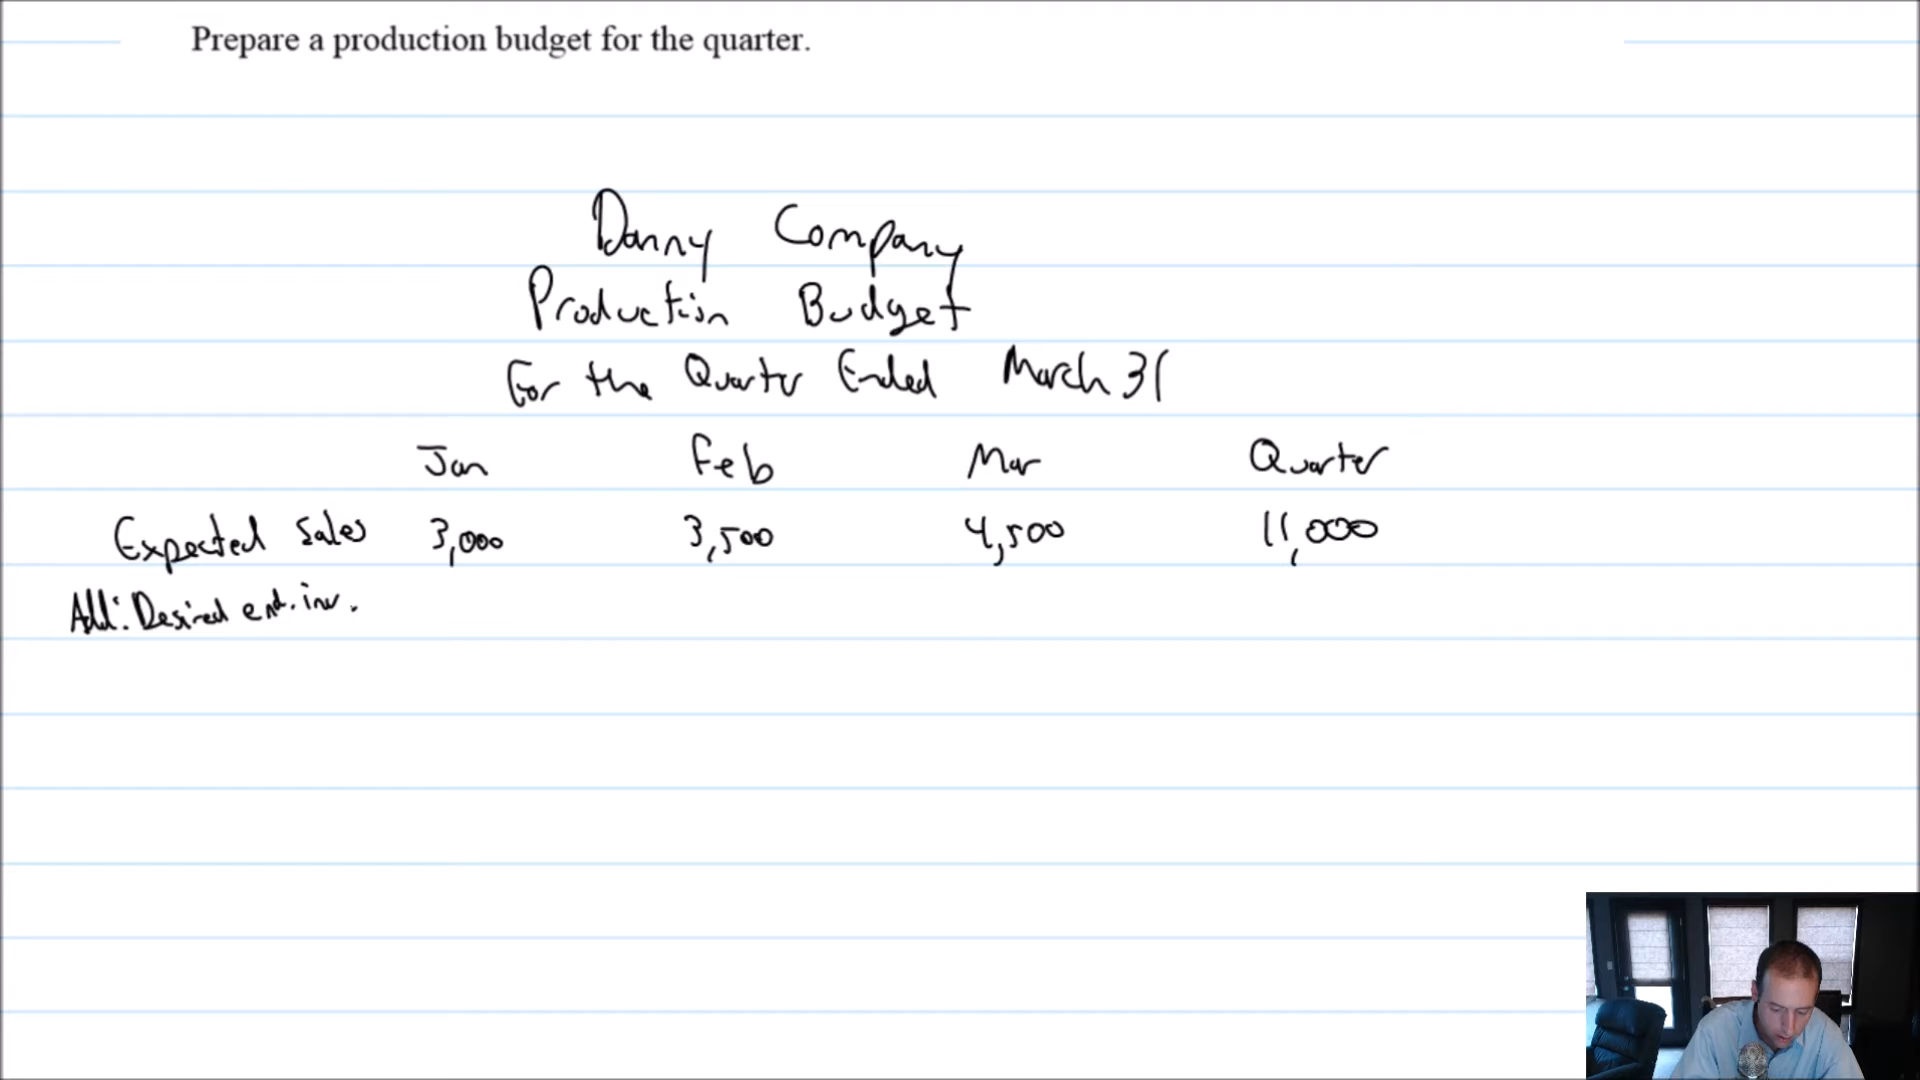 Prepare a production budget for the quarter.
Danny Company
Production Budget
For the Quarter Ended March 31
Jan Feb Mar Quarter
Expected Sales 3,000 3,500 4,500 11,000
Add: Desired end. inv.